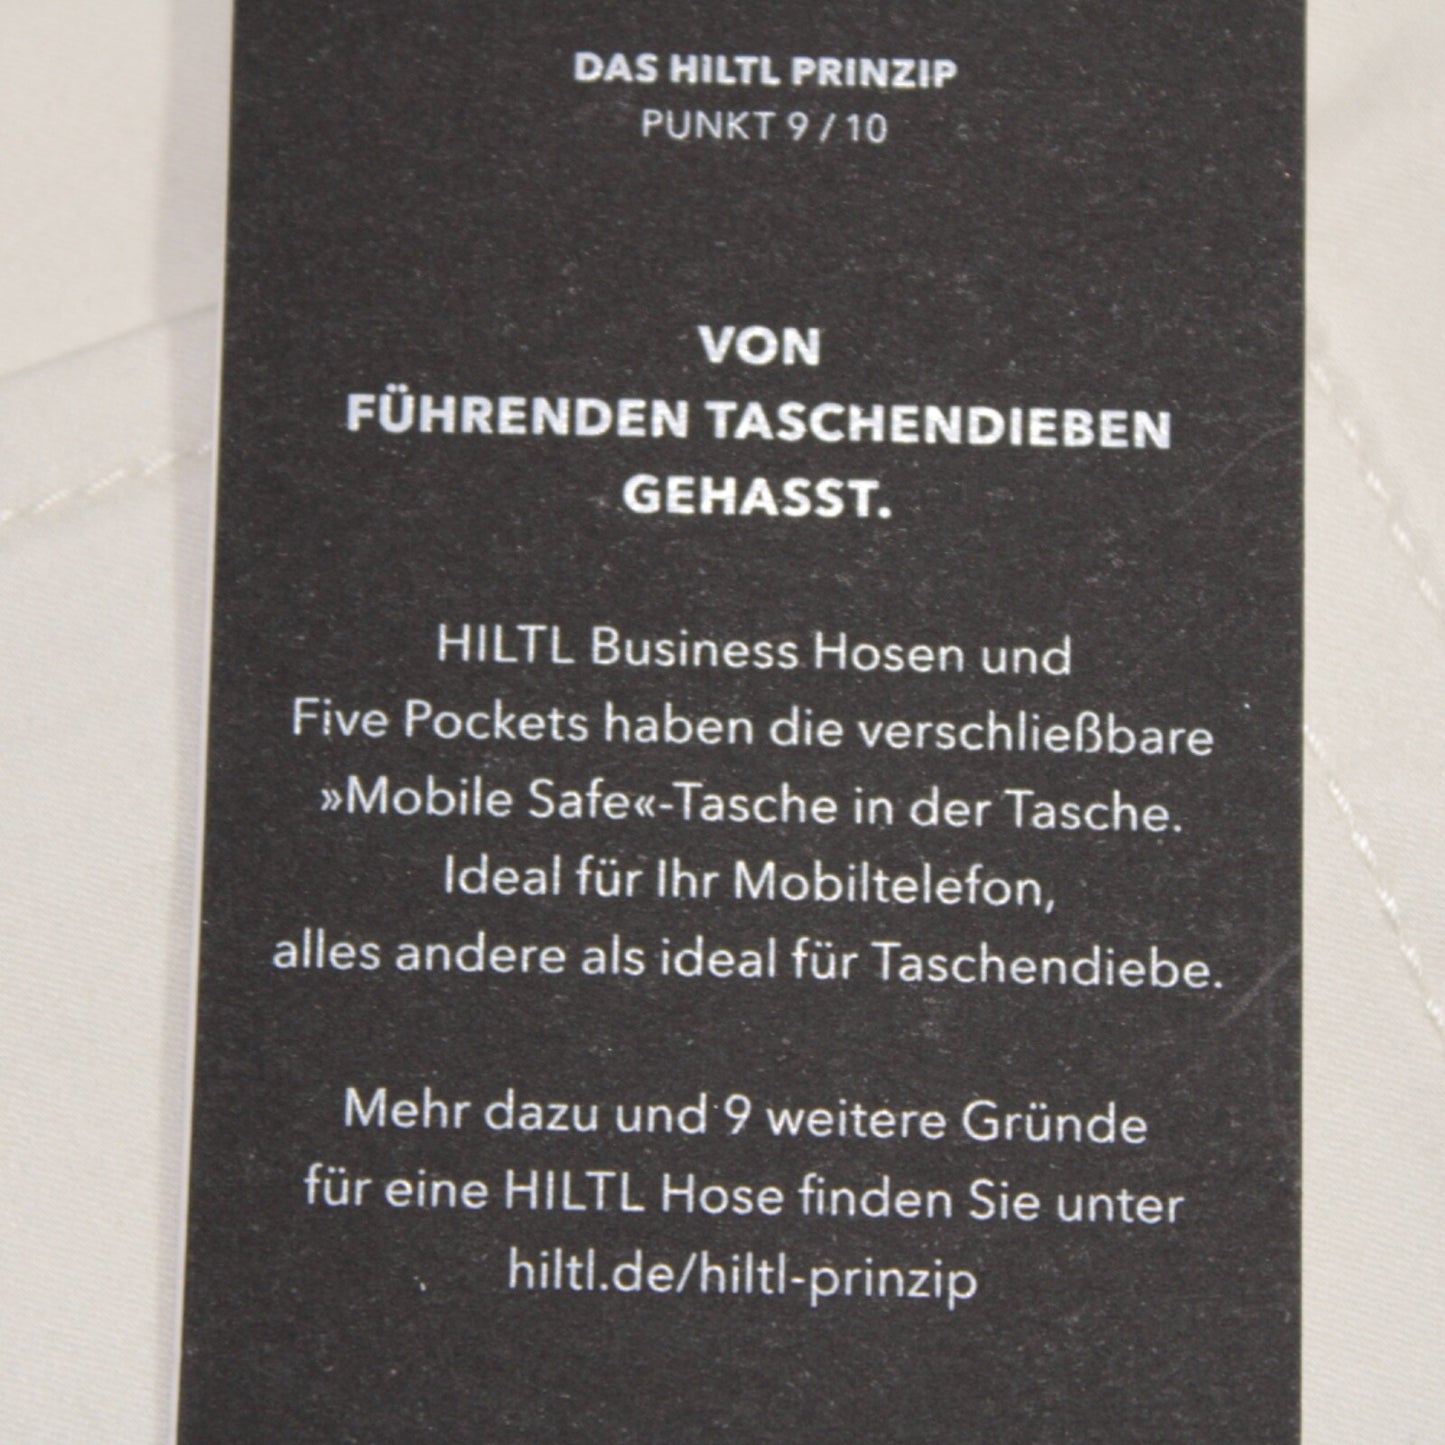 DAS HILTL PRINZIP
PUNKT 9/10
VON
FÜHRENDEN TASCHENDIEBEN
GEHASST.
HILTL Business Hosen und
Five Pockets haben die verschließbare
»Mobile Safe«-Tasche in der Tasche.
Ideal für Ihr Mobiltelefon,
alles andere als ideal für Taschendiebe.
Mehr dazu und 9 weitere Gründe
für eine HILTL Hose finden Sie unter
hiltl.de/hiltl-prinzip